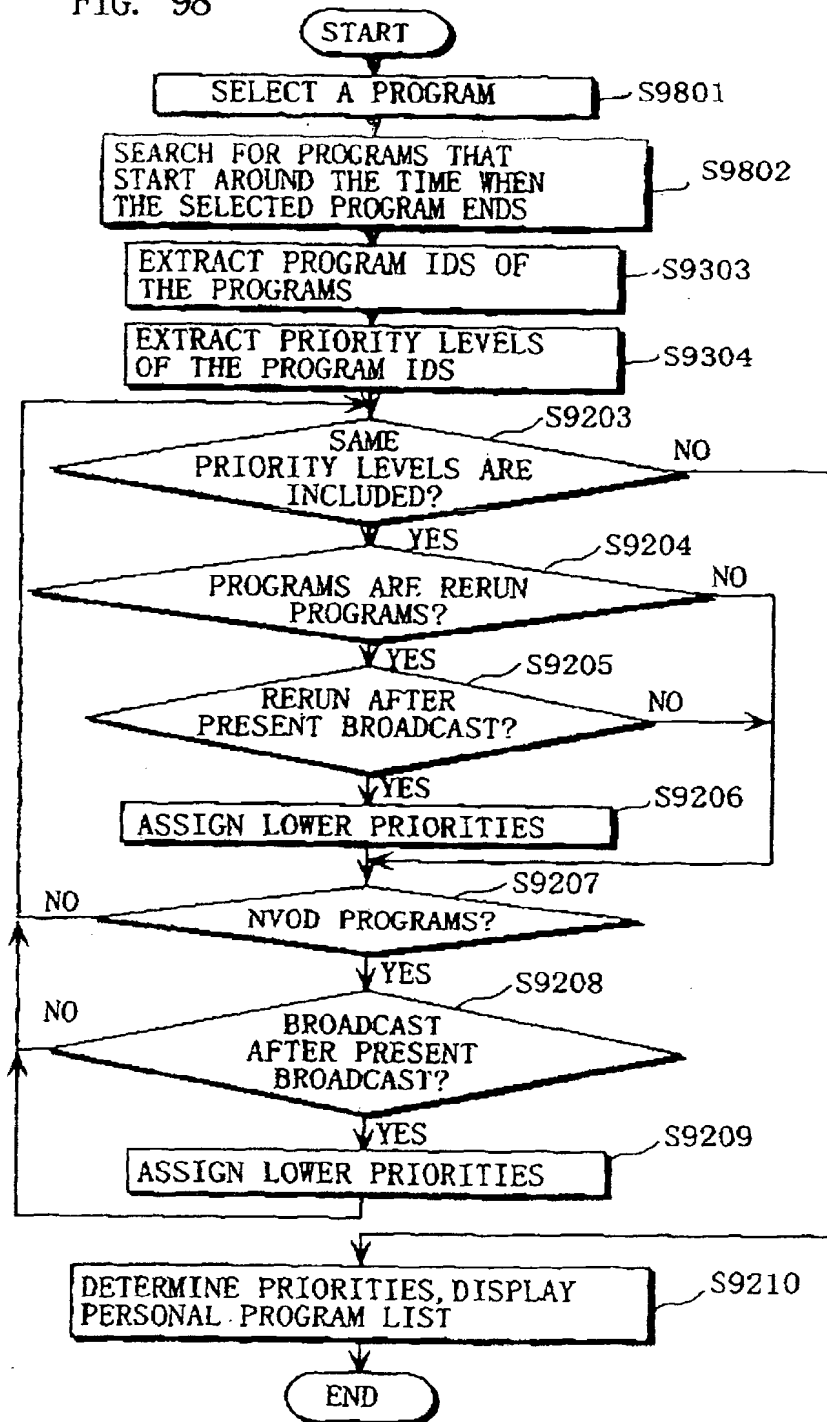 FIG. 98
START
SELECT A PROGRAM
S9801
SEARCH FOR PROGRAMS THAT
START AROUND THE TIME WHEN
THE SELECTED PROGRAM ENDS
S9802
EXTRACT PROGRAM IDS OF
THE PROGRAMS
S9303
EXTRACT PRIORITY LEVELS
OF THE PROGRAM IDS
S9304
S9203
SAME
PRIORITY LEVELS ARE
INCLUDED?
NO
YES
S9204
PROGRAMS ARE RERUN
PROGRAMS?
NO
YES
S9205
RERUN AFTER
PRESENT BROADCAST?
NO
YES
S9206
ASSIGN LOWER PRIORITIES
S9207
NO
NVOD PROGRAMS?
YES
S9208
NO
BROADCAST
AFTER PRESENT
BROADCAST?
YES
S9209
ASSIGN LOWER PRIORITIES
DETERMINE PRIORITIES, DISPLAY
PERSONAL PROGRAM LIST
S9210
END